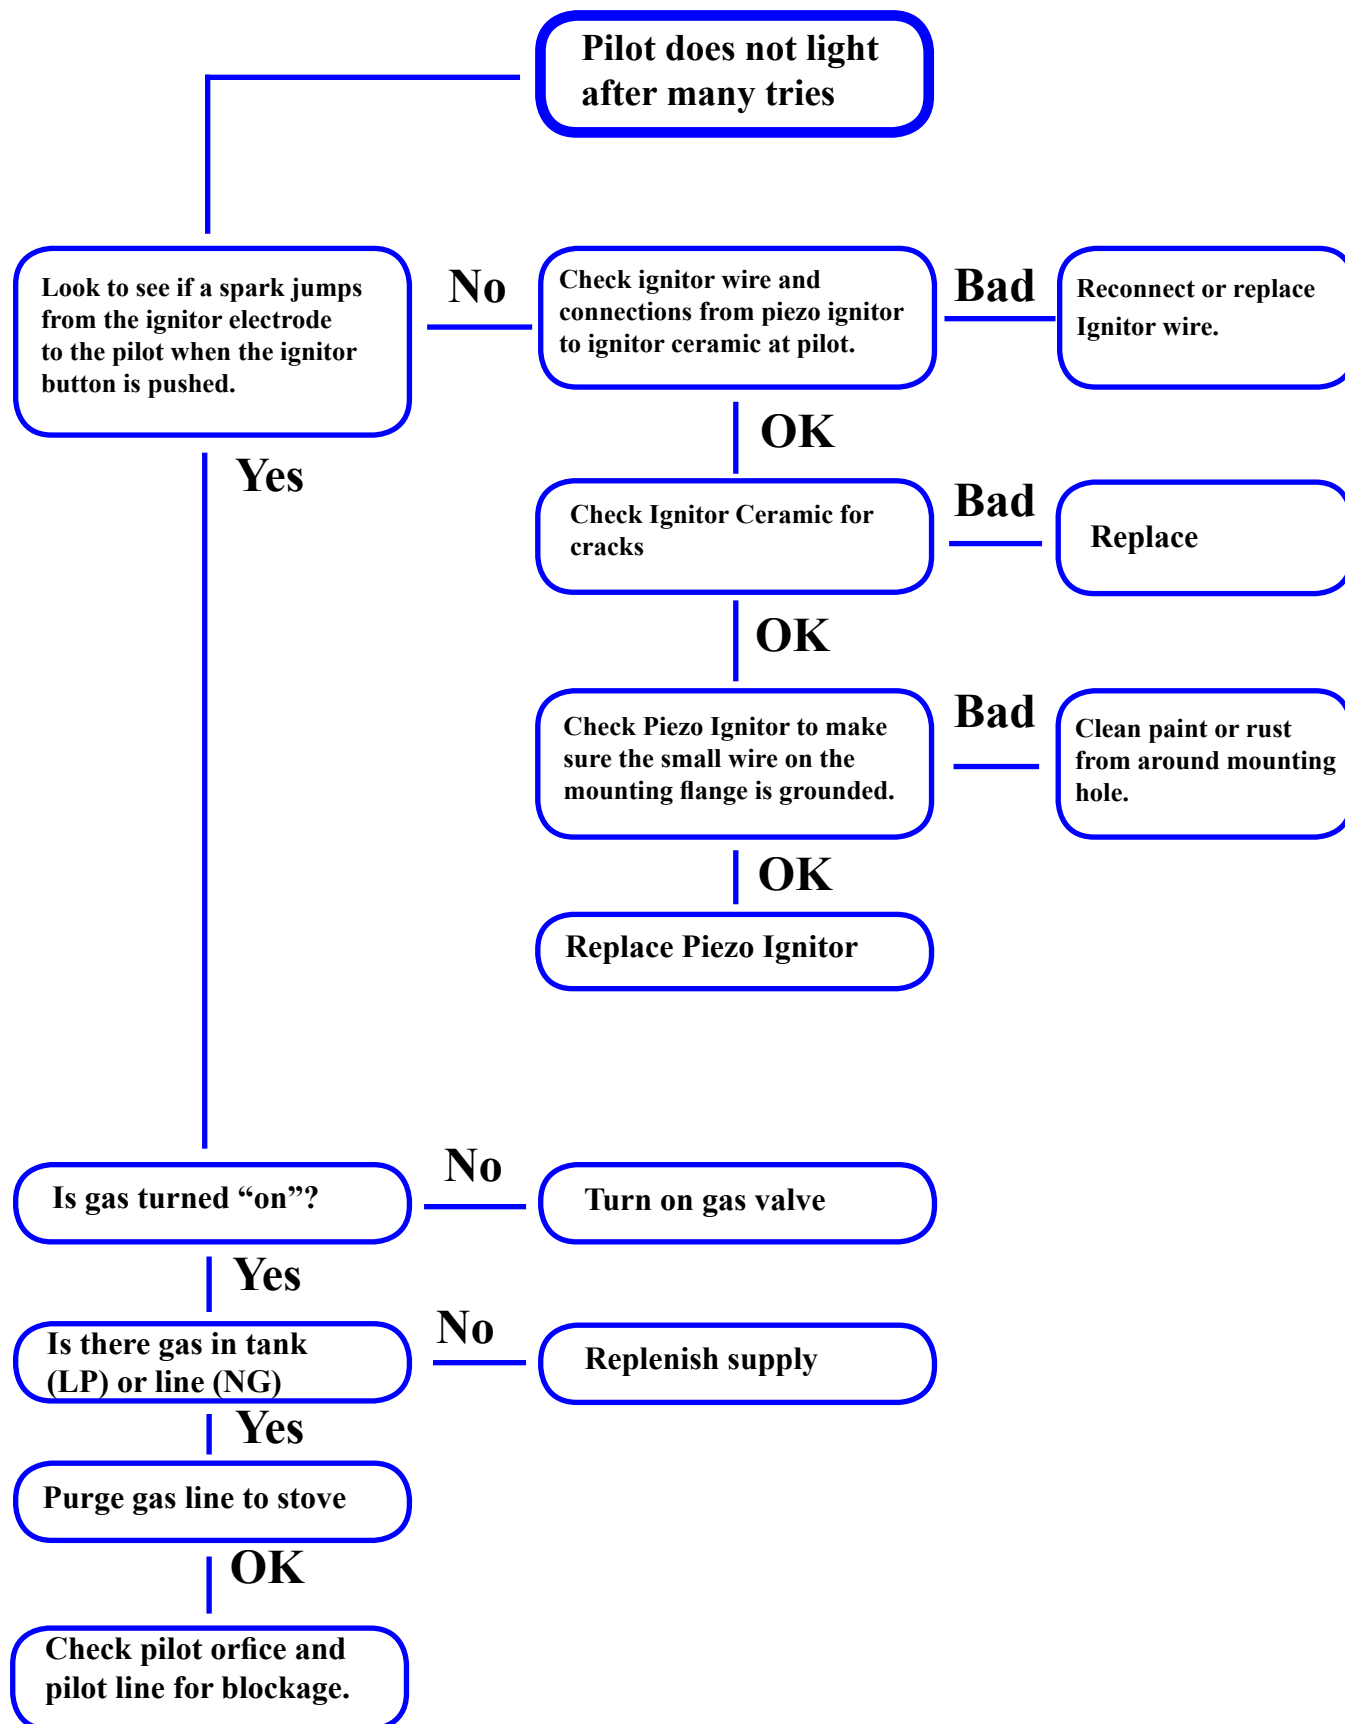 Pilot does not light
after many tries
Look to see if a spark jumps
from the ignitor electrode
to the pilot when the ignitor
button is pushed.
No
Check ignitor wire and
connections from piezo ignitor
to ignitor ceramic at pilot.
Bad
Reconnect or replace
Ignitor wire.
Yes
OK
Check Ignitor Ceramic for
cracks
Bad
Replace
OK
Check Piezo Ignitor to make
sure the small wire on the
mounting flange is grounded.
Bad
Clean paint or rust
from around mounting
hole.
OK
Replace Piezo Ignitor
Is gas turned “on”?
No
Turn on gas valve
Yes
Is there gas in tank
(LP) or line (NG)
No
Replenish supply
Yes
Purge gas line to stove
OK
Check pilot orfice and
pilot line for blockage.